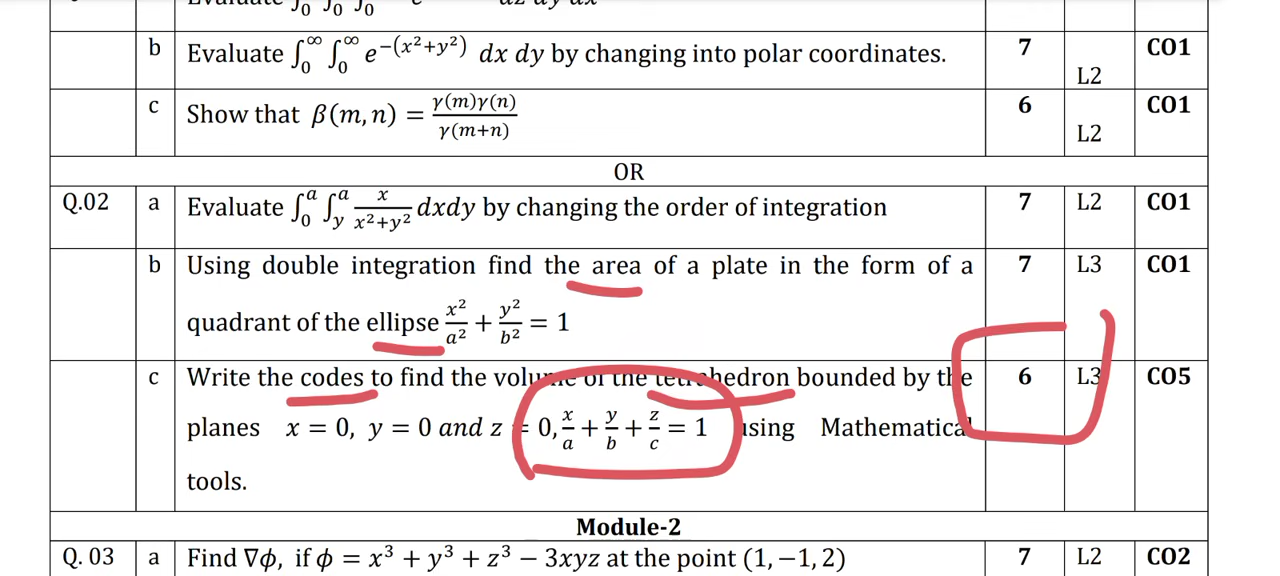 b Evaluate ∫₀^∞ ∫₀^∞ e^−(x²+y²) dx dy by changing into polar coordinates. 7 L2 CO1
c Show that β(m, n) = γ(m)γ(n) / γ(m+n) 6 L2 CO1
OR
Q.02 a Evaluate ∫₀^a ∫_y^a x/(x²+y²) dxdy by changing the order of integration 7 L2 CO1
b Using double integration find the area of a plate in the form of a 7 L3 CO1
quadrant of the ellipse x²/a² + y²/b² = 1
c Write the codes to find the volume of the tetrahedron bounded by the 6 L3 CO5
planes x = 0, y = 0 and z = 0, x/a + y/b + z/c = 1 using Mathematical
tools.
Module-2
Q. 03 a Find ∇ϕ, if ϕ = x³ + y³ + z³ − 3xyz at the point (1, −1, 2) 7 L2 CO2